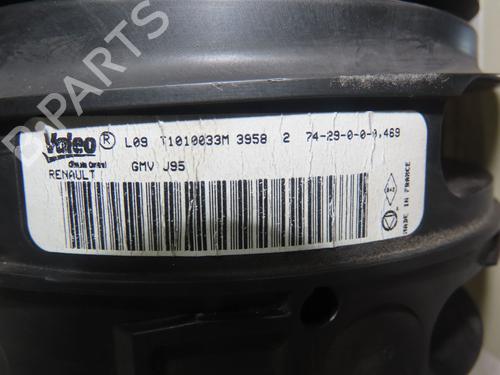 B-PARTS
Valeo ® L09 T1010033M 3958 2 74-29-0-0-0,469
Climate Control
RENAULT GMV J95
MADE IN FRANCE